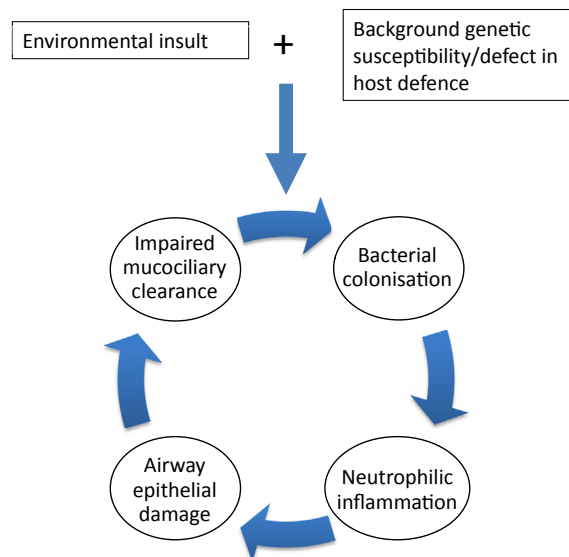 Environmental insult
+
Background genetic
susceptibility/defect in
host defence
Impaired
mucociliary
clearance
Bacterial
colonisation
Airway
epithelial
damage
Neutrophilic
inflammation